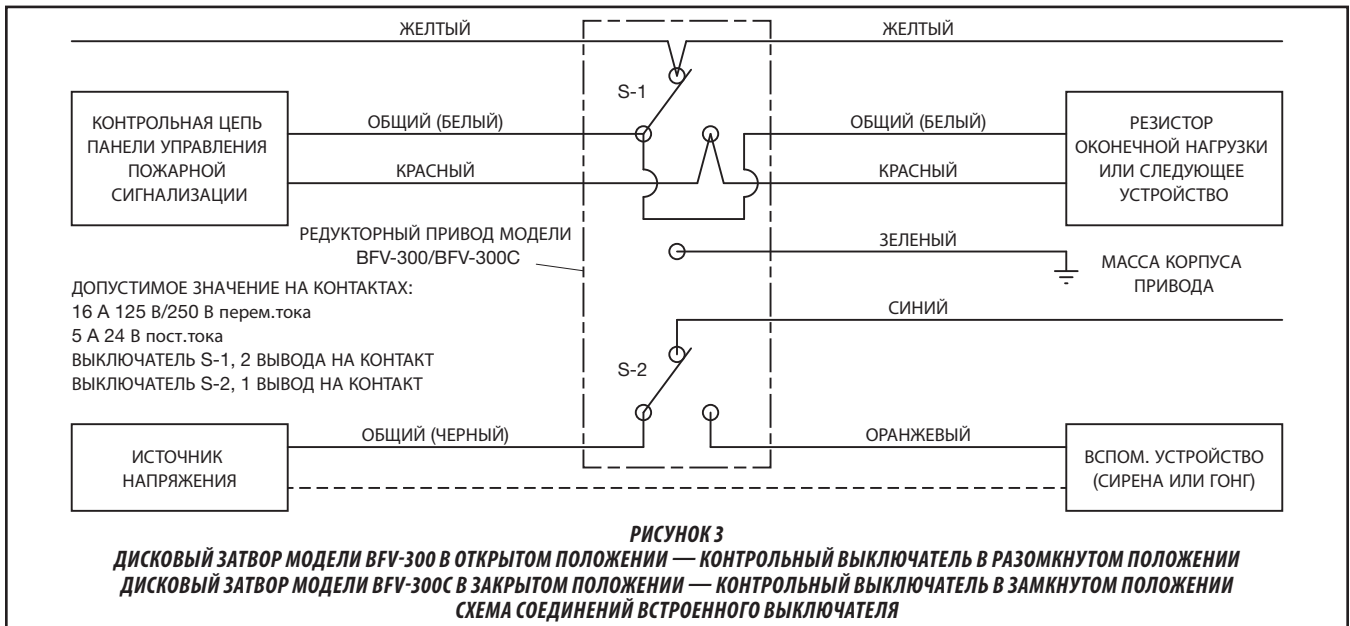 ЖЕЛТЫЙ
ЖЕЛТЫЙ
S-1
КОНТРОЛЬНАЯ ЦЕПЬ
ПАНЕЛИ УПРАВЛЕНИЯ
ПОЖАРНОЙ
СИГНАЛИЗАЦИИ
ОБЩИЙ (БЕЛЫЙ)
ОБЩИЙ (БЕЛЫЙ)
КРАСНЫЙ
КРАСНЫЙ
РЕЗИСТОР
ОКОНЕЧНОЙ НАГРУЗКИ
ИЛИ СЛЕДУЮЩЕЕ
УСТРОЙСТВО
РЕДУКТОРНЫЙ ПРИВОД МОДЕЛИ
BFV-300/BFV-300C
ЗЕЛЕНЫЙ
МАССА КОРПУСА
ПРИВОДА
ДОПУСТИМОЕ ЗНАЧЕНИЕ НА КОНТАКТАХ:
16 А 125 В/250 В перем.тока
5 А 24 В пост.тока
ВЫКЛЮЧАТЕЛЬ S-1, 2 ВЫВОДА НА КОНТАКТ
ВЫКЛЮЧАТЕЛЬ S-2, 1 ВЫВОД НА КОНТАКТ
СИНИЙ
S-2
ИСТОЧНИК
НАПРЯЖЕНИЯ
ОБЩИЙ (ЧЕРНЫЙ)
ОРАНЖЕВЫЙ
ВСПОМ. УСТРОЙСТВО
(СИРЕНА ИЛИ ГОНГ)
РИСУНОК 3
ДИСКОВЫЙ ЗАТВОР МОДЕЛИ BFV-300 В ОТКРЫТОМ ПОЛОЖЕНИИ — КОНТРОЛЬНЫЙ ВЫКЛЮЧАТЕЛЬ В РАЗОМКНУТОМ ПОЛОЖЕНИИ
ДИСКОВЫЙ ЗАТВОР МОДЕЛИ BFV-300C В ЗАКРЫТОМ ПОЛОЖЕНИИ — КОНТРОЛЬНЫЙ ВЫКЛЮЧАТЕЛЬ В ЗАМКНУТОМ ПОЛОЖЕНИИ
СХЕМА СОЕДИНЕНИЙ ВСТРОЕННОГО ВЫКЛЮЧАТЕЛЯ